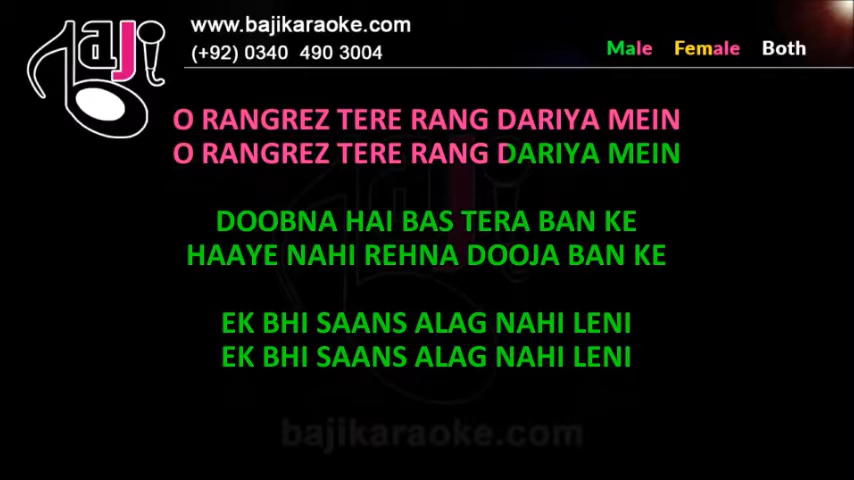 baji
www.bajikaraoke.com
(+92) 0340 490 3004
Male Female Both
O RANGREZ TERE RANG DARIYA MEIN
O RANGREZ TERE RANG DARIYA MEIN
DOOBNA HAI BAS TERA BAN KE
HAAYE NAHI REHNA DOOJA BAN KE
EK BHI SAANS ALAG NAHI LENI
EK BHI SAANS ALAG NAHI LENI
bajikaraoke.com